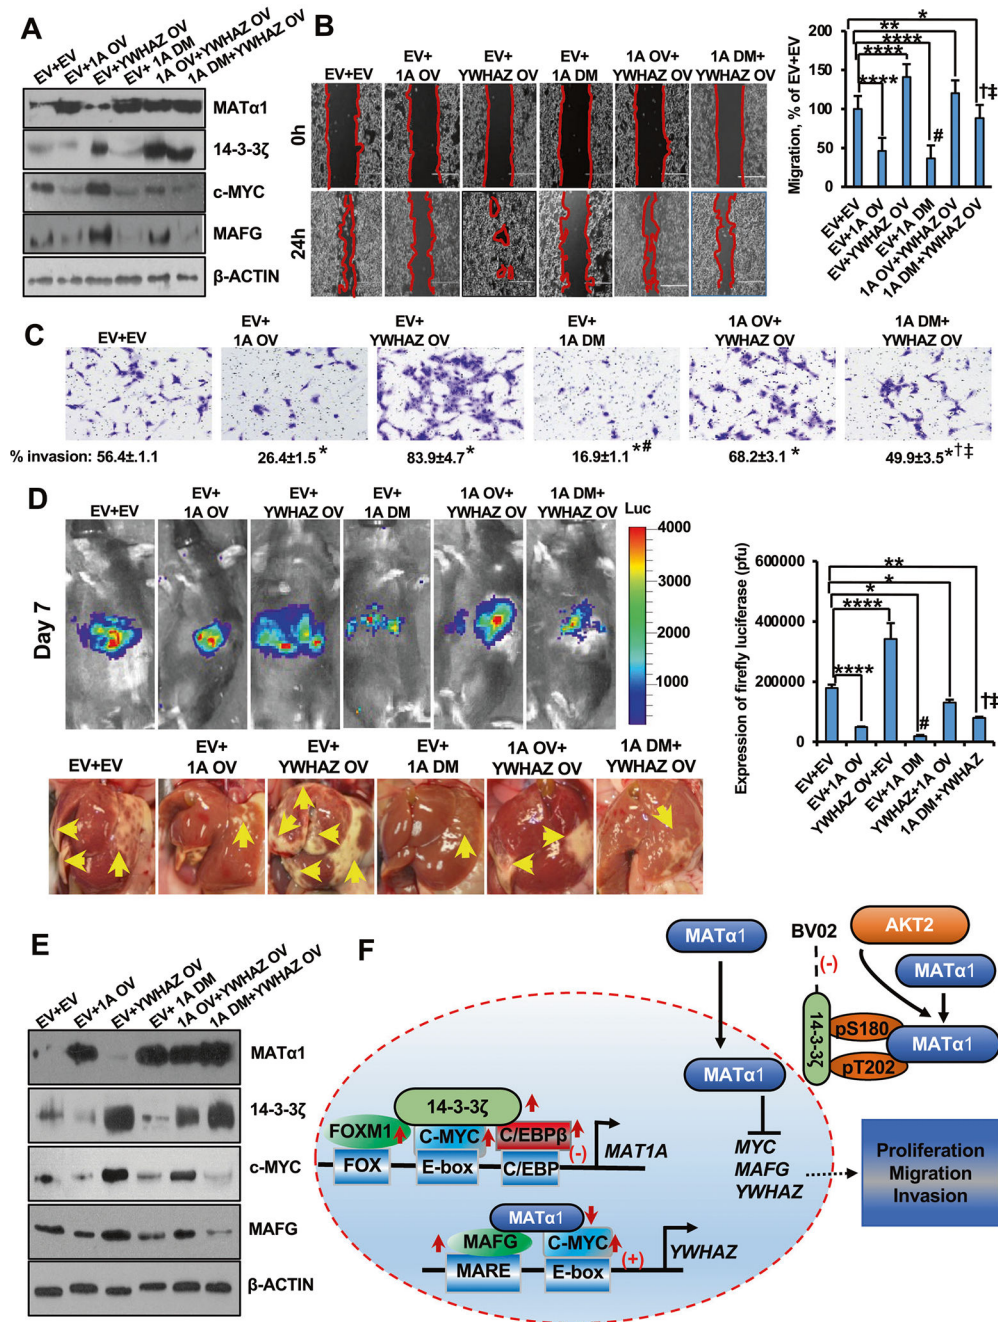 A
EV+EV
EV+1A OV
EV+YWHAZ OV
EV+ 1A DM
1A OV+YWHAZ OV
1A DM+YWHAZ OV
MATα1
14-3-3ζ
c-MYC
MAFG
β-ACTIN
B
EV+EV
EV+
1A OV
EV+
YWHAZ OV
EV+
1A DM
1A OV+
YWHAZ OV
1A DM+
YWHAZ OV
0h
24h
Migration, % of EV+EV
200
150
100
50
0
*
**
****
****
****
#
†‡
EV+EV
EV+1A OV
EV+YWHAZ OV
EV+1A DM
1A OV+YWHAZ OV
1A DM+YWHAZ OV
C
EV+EV
EV+
1A OV
EV+
YWHAZ OV
EV+
1A DM
1A OV+
YWHAZ OV
1A DM+
YWHAZ OV
% invasion: 56.4±.1.1
26.4±1.5 *
83.9±4.7*
16.9±1.1 *#
68.2±3.1 *
49.9±3.5*†‡
D
EV+EV
EV+
1A OV
EV+
YWHAZ OV
EV+
1A DM
1A OV+
YWHAZ OV
1A DM+
YWHAZ OV
Luc
4000
3000
2000
1000
Day 7
EV+EV
EV+
1A OV
EV+
YWHAZ OV
EV+
1A DM
1A OV+
YWHAZ OV
1A DM+
YWHAZ OV
Expression of firefly luciferase (pfu)
600000
400000
200000
0
**
*
*
****
****
#
†‡
EV+EV
EV+1A OV
YWHAZ OV+EV
EV+1A DM
YWHAZ+1A OV
1A DM+YWHAZ
E
EV+EV
EV+1A OV
EV+YWHAZ OV
EV+ 1A DM
1A OV+YWHAZ OV
1A DM+YWHAZ OV
MATα1
14-3-3ζ
c-MYC
MAFG
β-ACTIN
F
MATα1
BV02
(-)
AKT2
MATα1
14-3-3ζ
pS180
pT202
MATα1
MATα1
MYC
MAFG
YWHAZ
Proliferation
Migration
Invasion
14-3-3ζ
FOXM1
C-MYC
C/EBPβ
(-)
FOX
E-box
C/EBP
MAT1A
MATα1
MAFG
C-MYC
(+)
MARE
E-box
YWHAZ